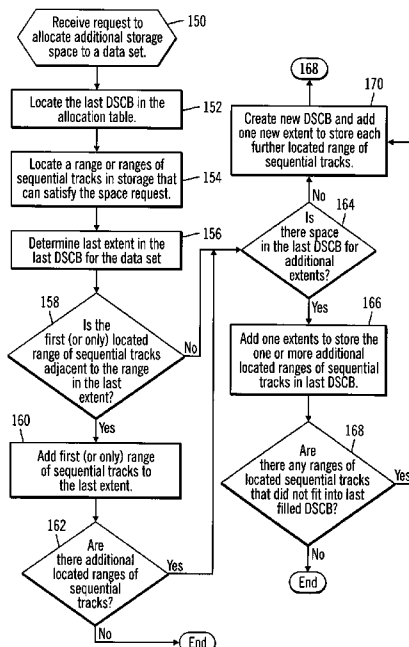 Receive request to
allocate additional storage
space to a data set.
150
Locate the last DSCB in the
allocation table.
152
Locate a range or ranges of
sequential tracks in storage that
can satisfy the space request.
154
Determine last extent in the
last DSCB for the data set
156
158
Is the
first (or only) located
range of sequential tracks
adjacent to the range
in the last
extent?
No
Yes
160
Add first (or only) range
of sequential tracks to
the last extent.
162
Are
there additional
located ranges of
sequential
tracks?
Yes
No
End
168
170
Create new DSCB and add
one new extent to store each
further located range of
sequential tracks.
No
164
Is
there space
in the last DSCB for
additional
extents?
Yes
166
Add one extents to store the
one or more additional
located ranges of sequential
tracks in last DSCB.
168
Are
there any ranges of
located sequential tracks
that did not fit into last
filled DSCB?
Yes
No
End